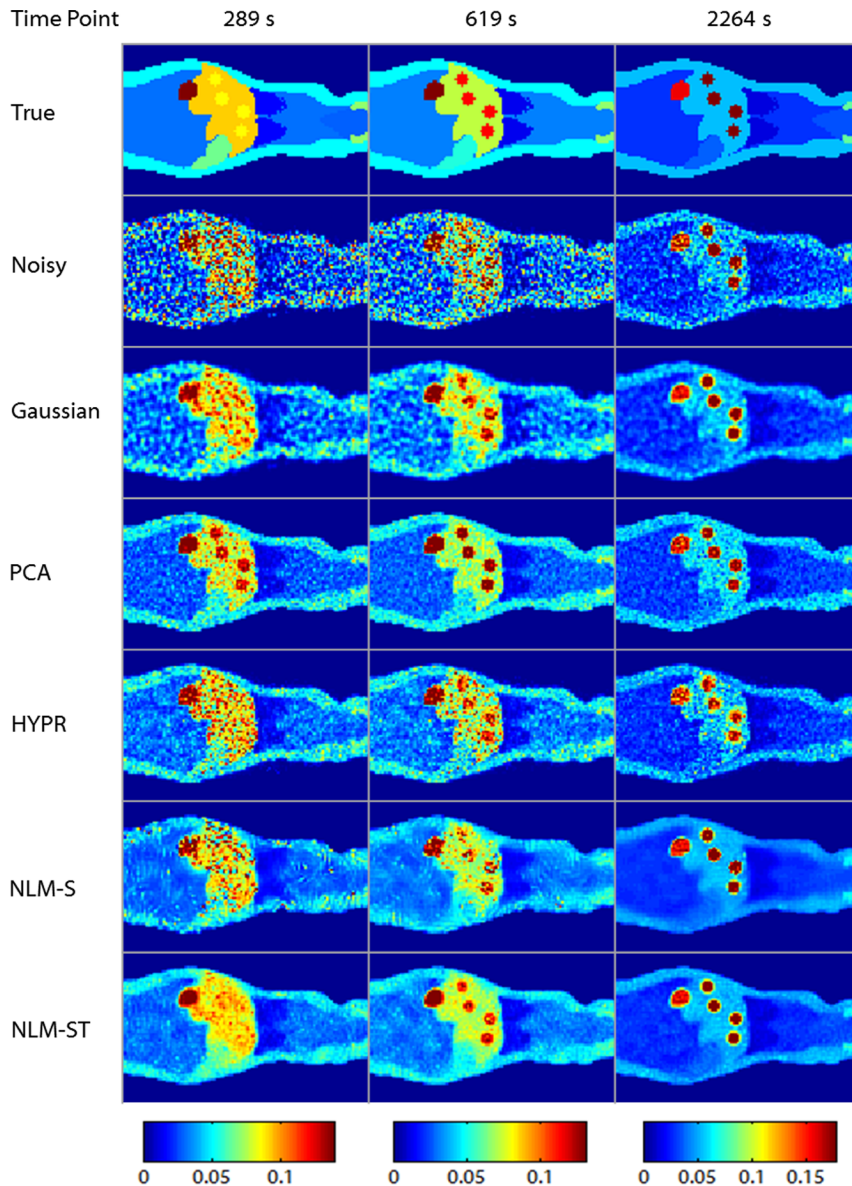 Time Point 289 s 619 s 2264 s
True
Noisy
Gaussian
PCA
HYPR
NLM-S
NLM-ST
0 0.05 0.1 0 0.05 0.1 0 0.05 0.1 0.15